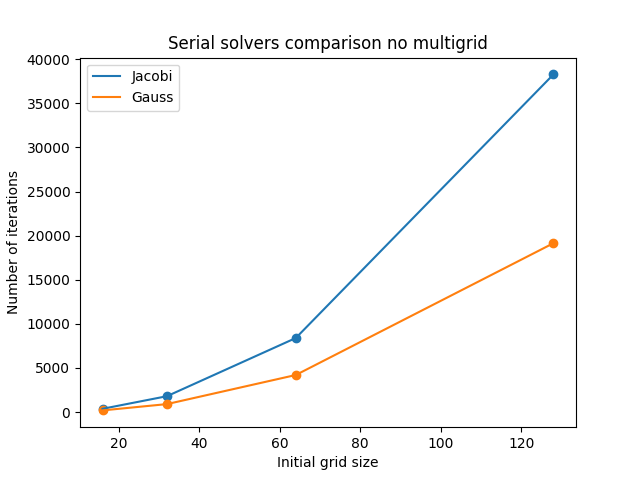 Serial solvers comparison no multigrid
Jacobi
Gauss
Number of iterations
40000
35000
30000
25000
20000
15000
10000
5000
0
20 40 60 80 100 120
Initial grid size